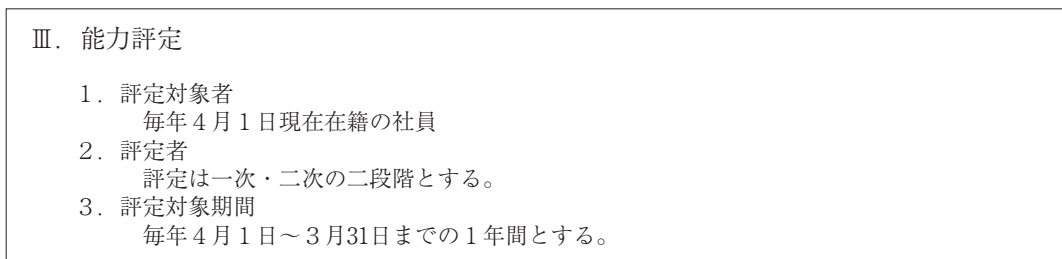 Ⅲ．能力評定
１．評定対象者
毎年４月１日現在在籍の社員
２．評定者
評定は一次・二次の二段階とする。
３．評定対象期間
毎年４月１日～３月31日までの１年間とする。